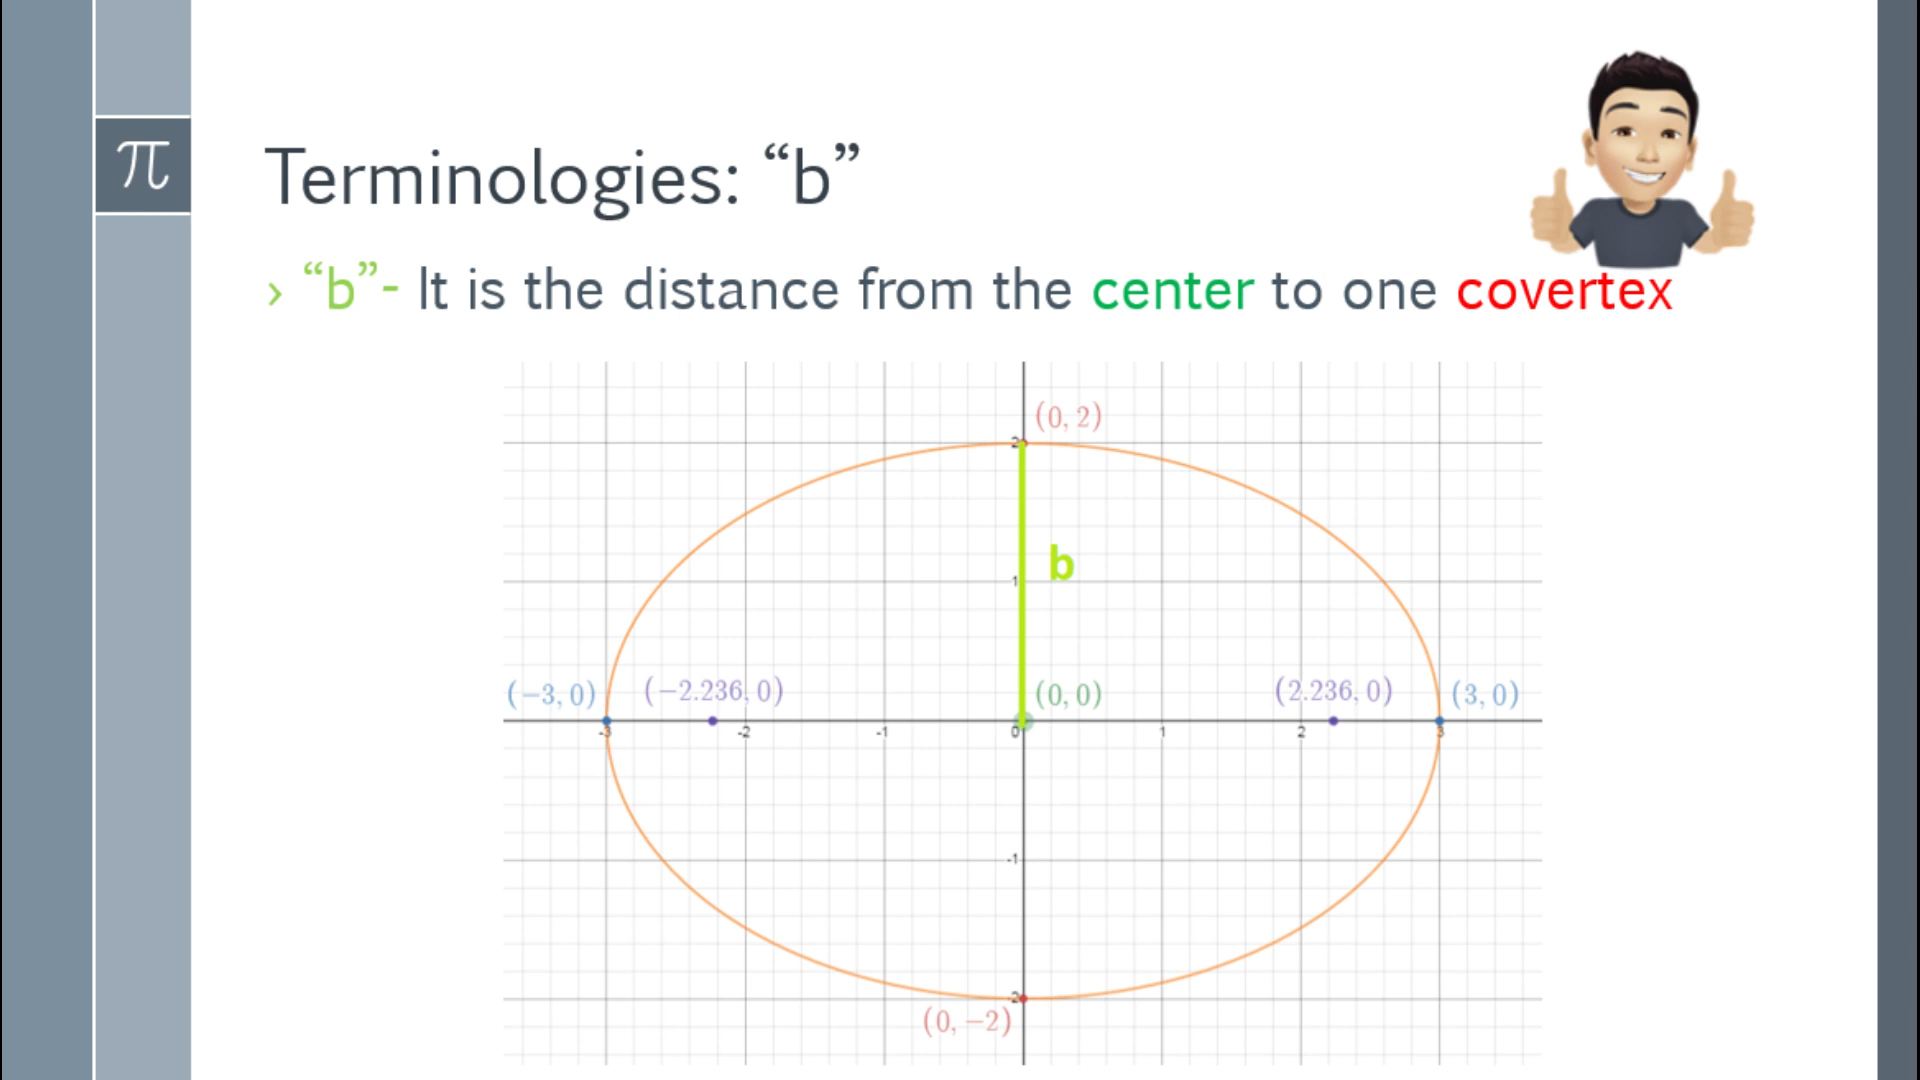 π
Terminologies: “b”
› “b”- It is the distance from the center to one covertex
(0, 2)
2
b
1
(−3, 0) (−2.236, 0) (0, 0) (2.236, 0) (3, 0)
-3 -2 -1 0 1 2 3
-1
-2
(0, −2)